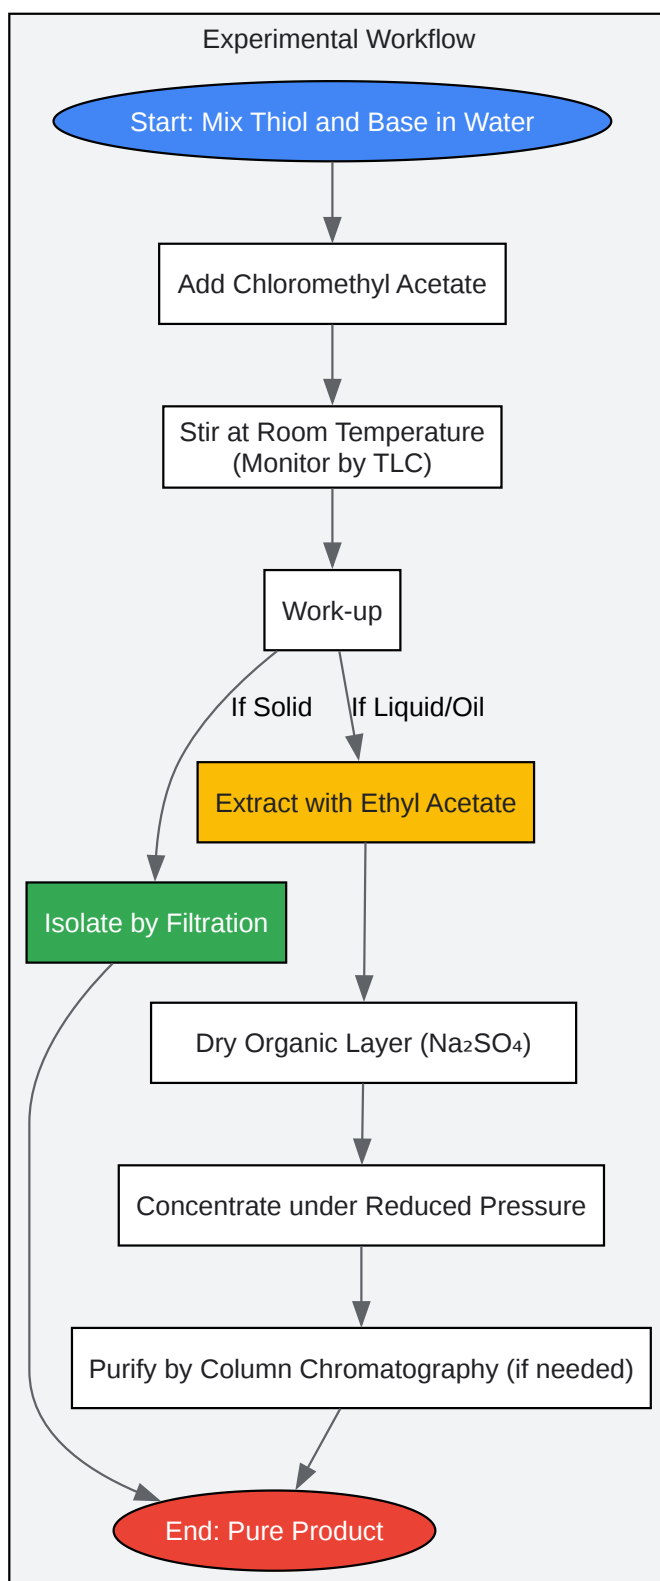 Experimental Workflow
Start: Mix Thiol and Base in Water
Add Chloromethyl Acetate
Stir at Room Temperature
(Monitor by TLC)
Work-up
If Solid
If Liquid/Oil
Extract with Ethyl Acetate
Isolate by Filtration
Dry Organic Layer (Na₂SO₄)
Concentrate under Reduced Pressure
Purify by Column Chromatography (if needed)
End: Pure Product